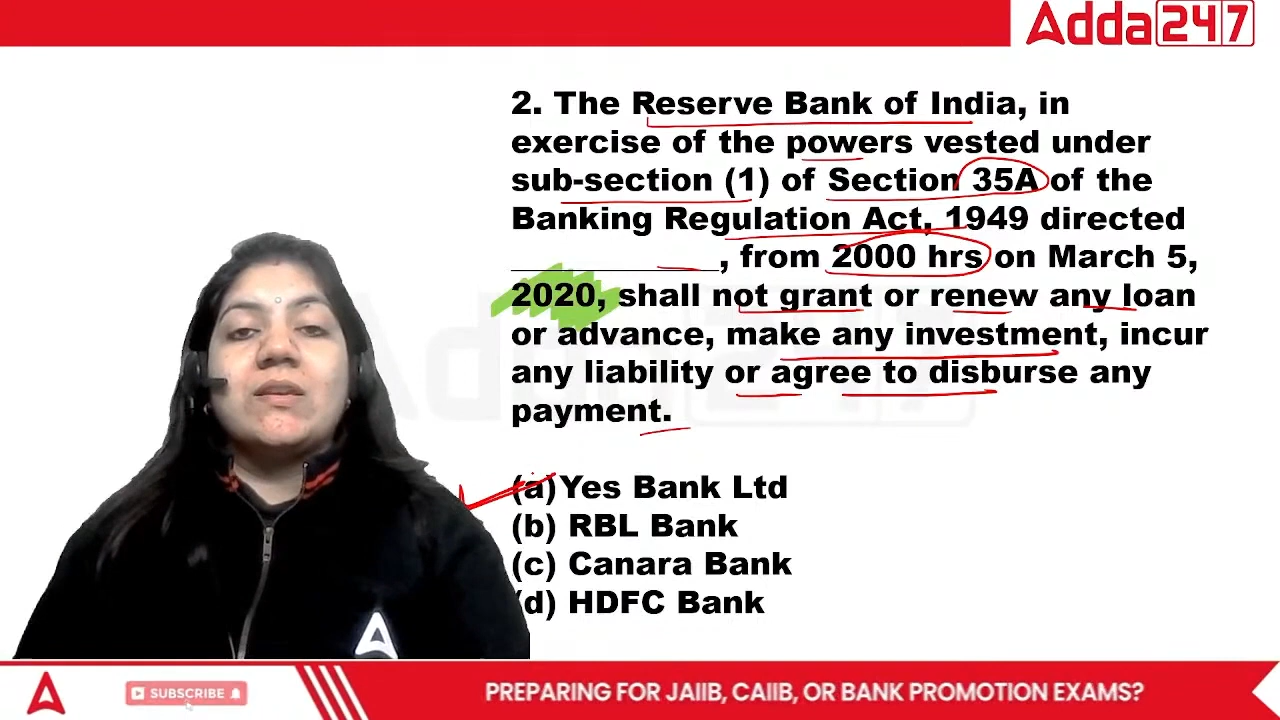 Adda247
2. The Reserve Bank of India, in
exercise of the powers vested under
sub-section (1) of Section 35A of the
Banking Regulation Act, 1949 directed
_______________, from 2000 hrs on March 5,
2020, shall not grant or renew any loan
or advance, make any investment, incur
any liability or agree to disburse any
payment.
(a)Yes Bank Ltd
(b) RBL Bank
(c) Canara Bank
(d) HDFC Bank
SUBSCRIBE
PREPARING FOR JAIIB, CAIIB, OR BANK PROMOTION EXAMS?